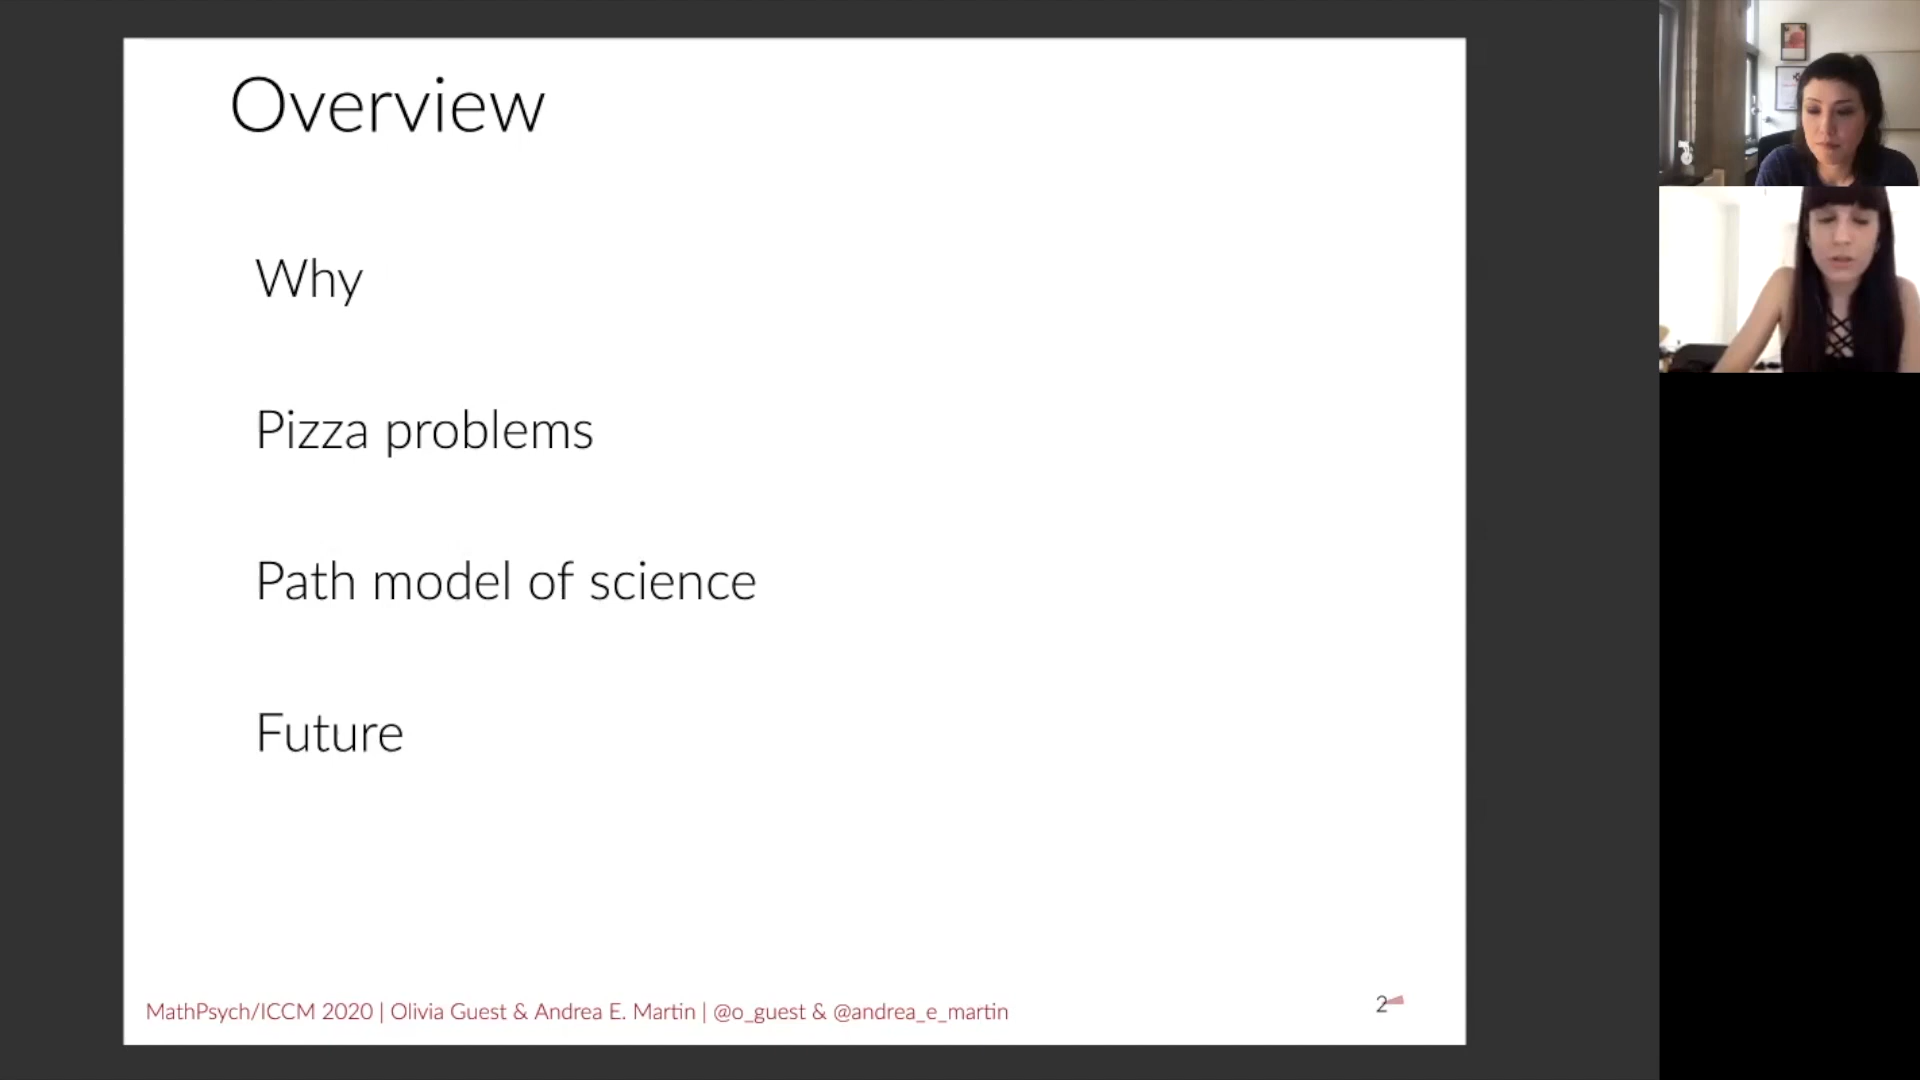 Overview
Why
Pizza problems
Path model of science
Future
MathPsych/ICCM 2020 | Olivia Guest & Andrea E. Martin | @o_guest & @andrea_e_martin
2